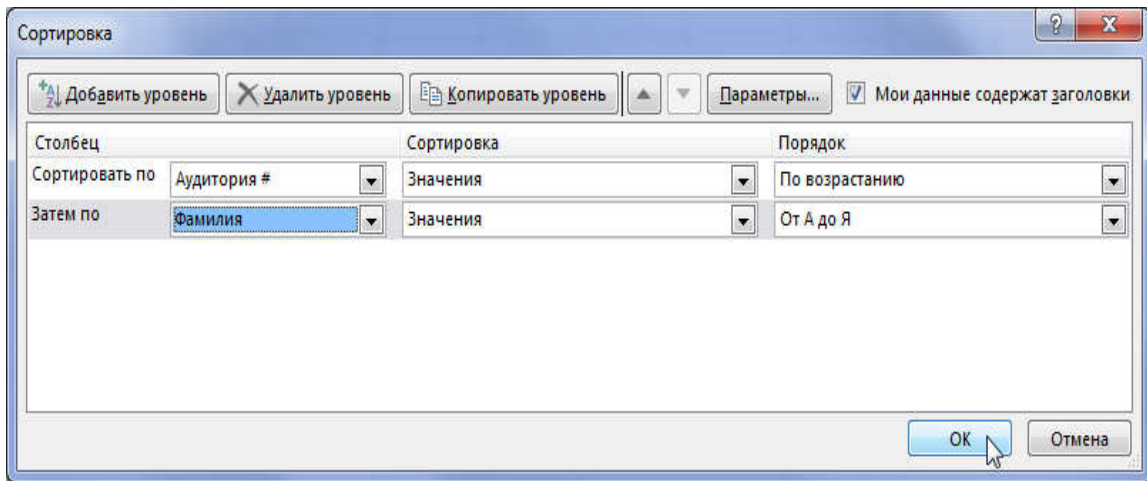 Сортировка
Добавить уровень Удалить уровень Копировать уровень Параметры... Мои данные содержат заголовки
Столбец Сортировка Порядок
Сортировать по Аудитория # Значения По возрастанию
Затем по Фамилия Значения От А до Я
ОК Отмена